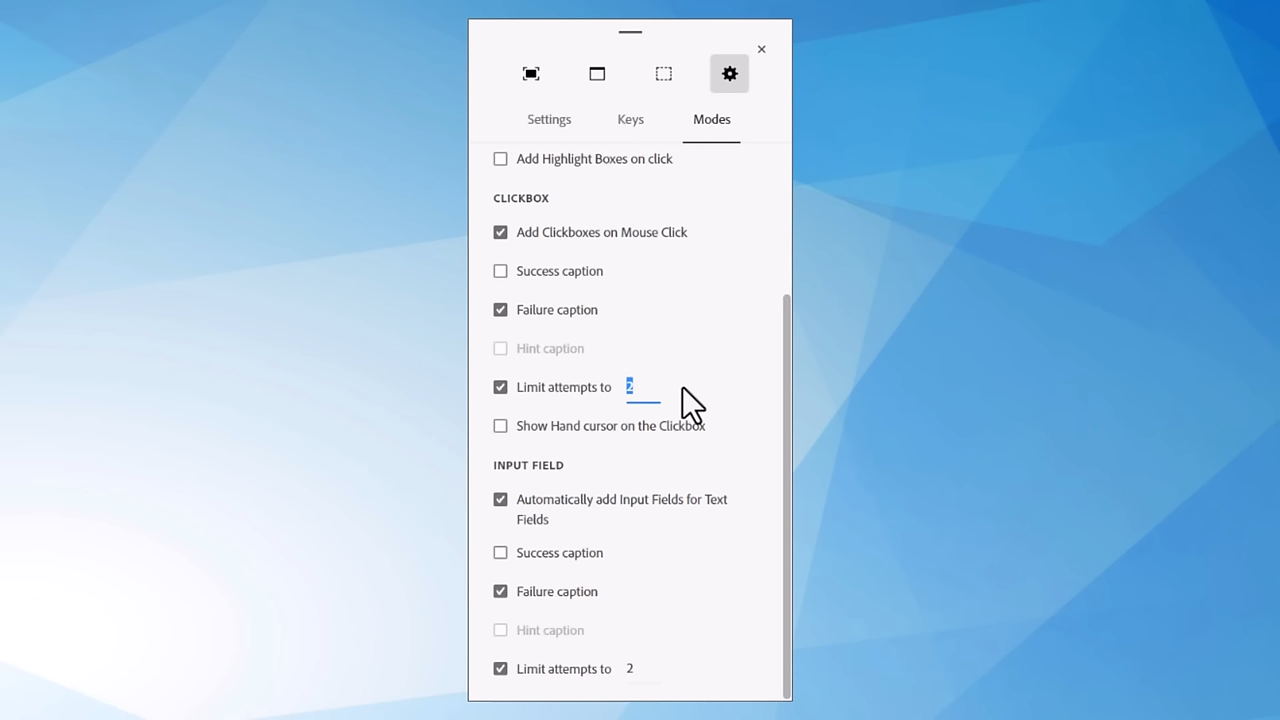 Settings Keys Modes
Add Highlight Boxes on click
CLICKBOX
Add Clickboxes on Mouse Click
Success caption
Failure caption
Hint caption
Limit attempts to 2
Show Hand cursor on the Clickbox
INPUT FIELD
Automatically add Input Fields for Text
Fields
Success caption
Failure caption
Hint caption
Limit attempts to 2